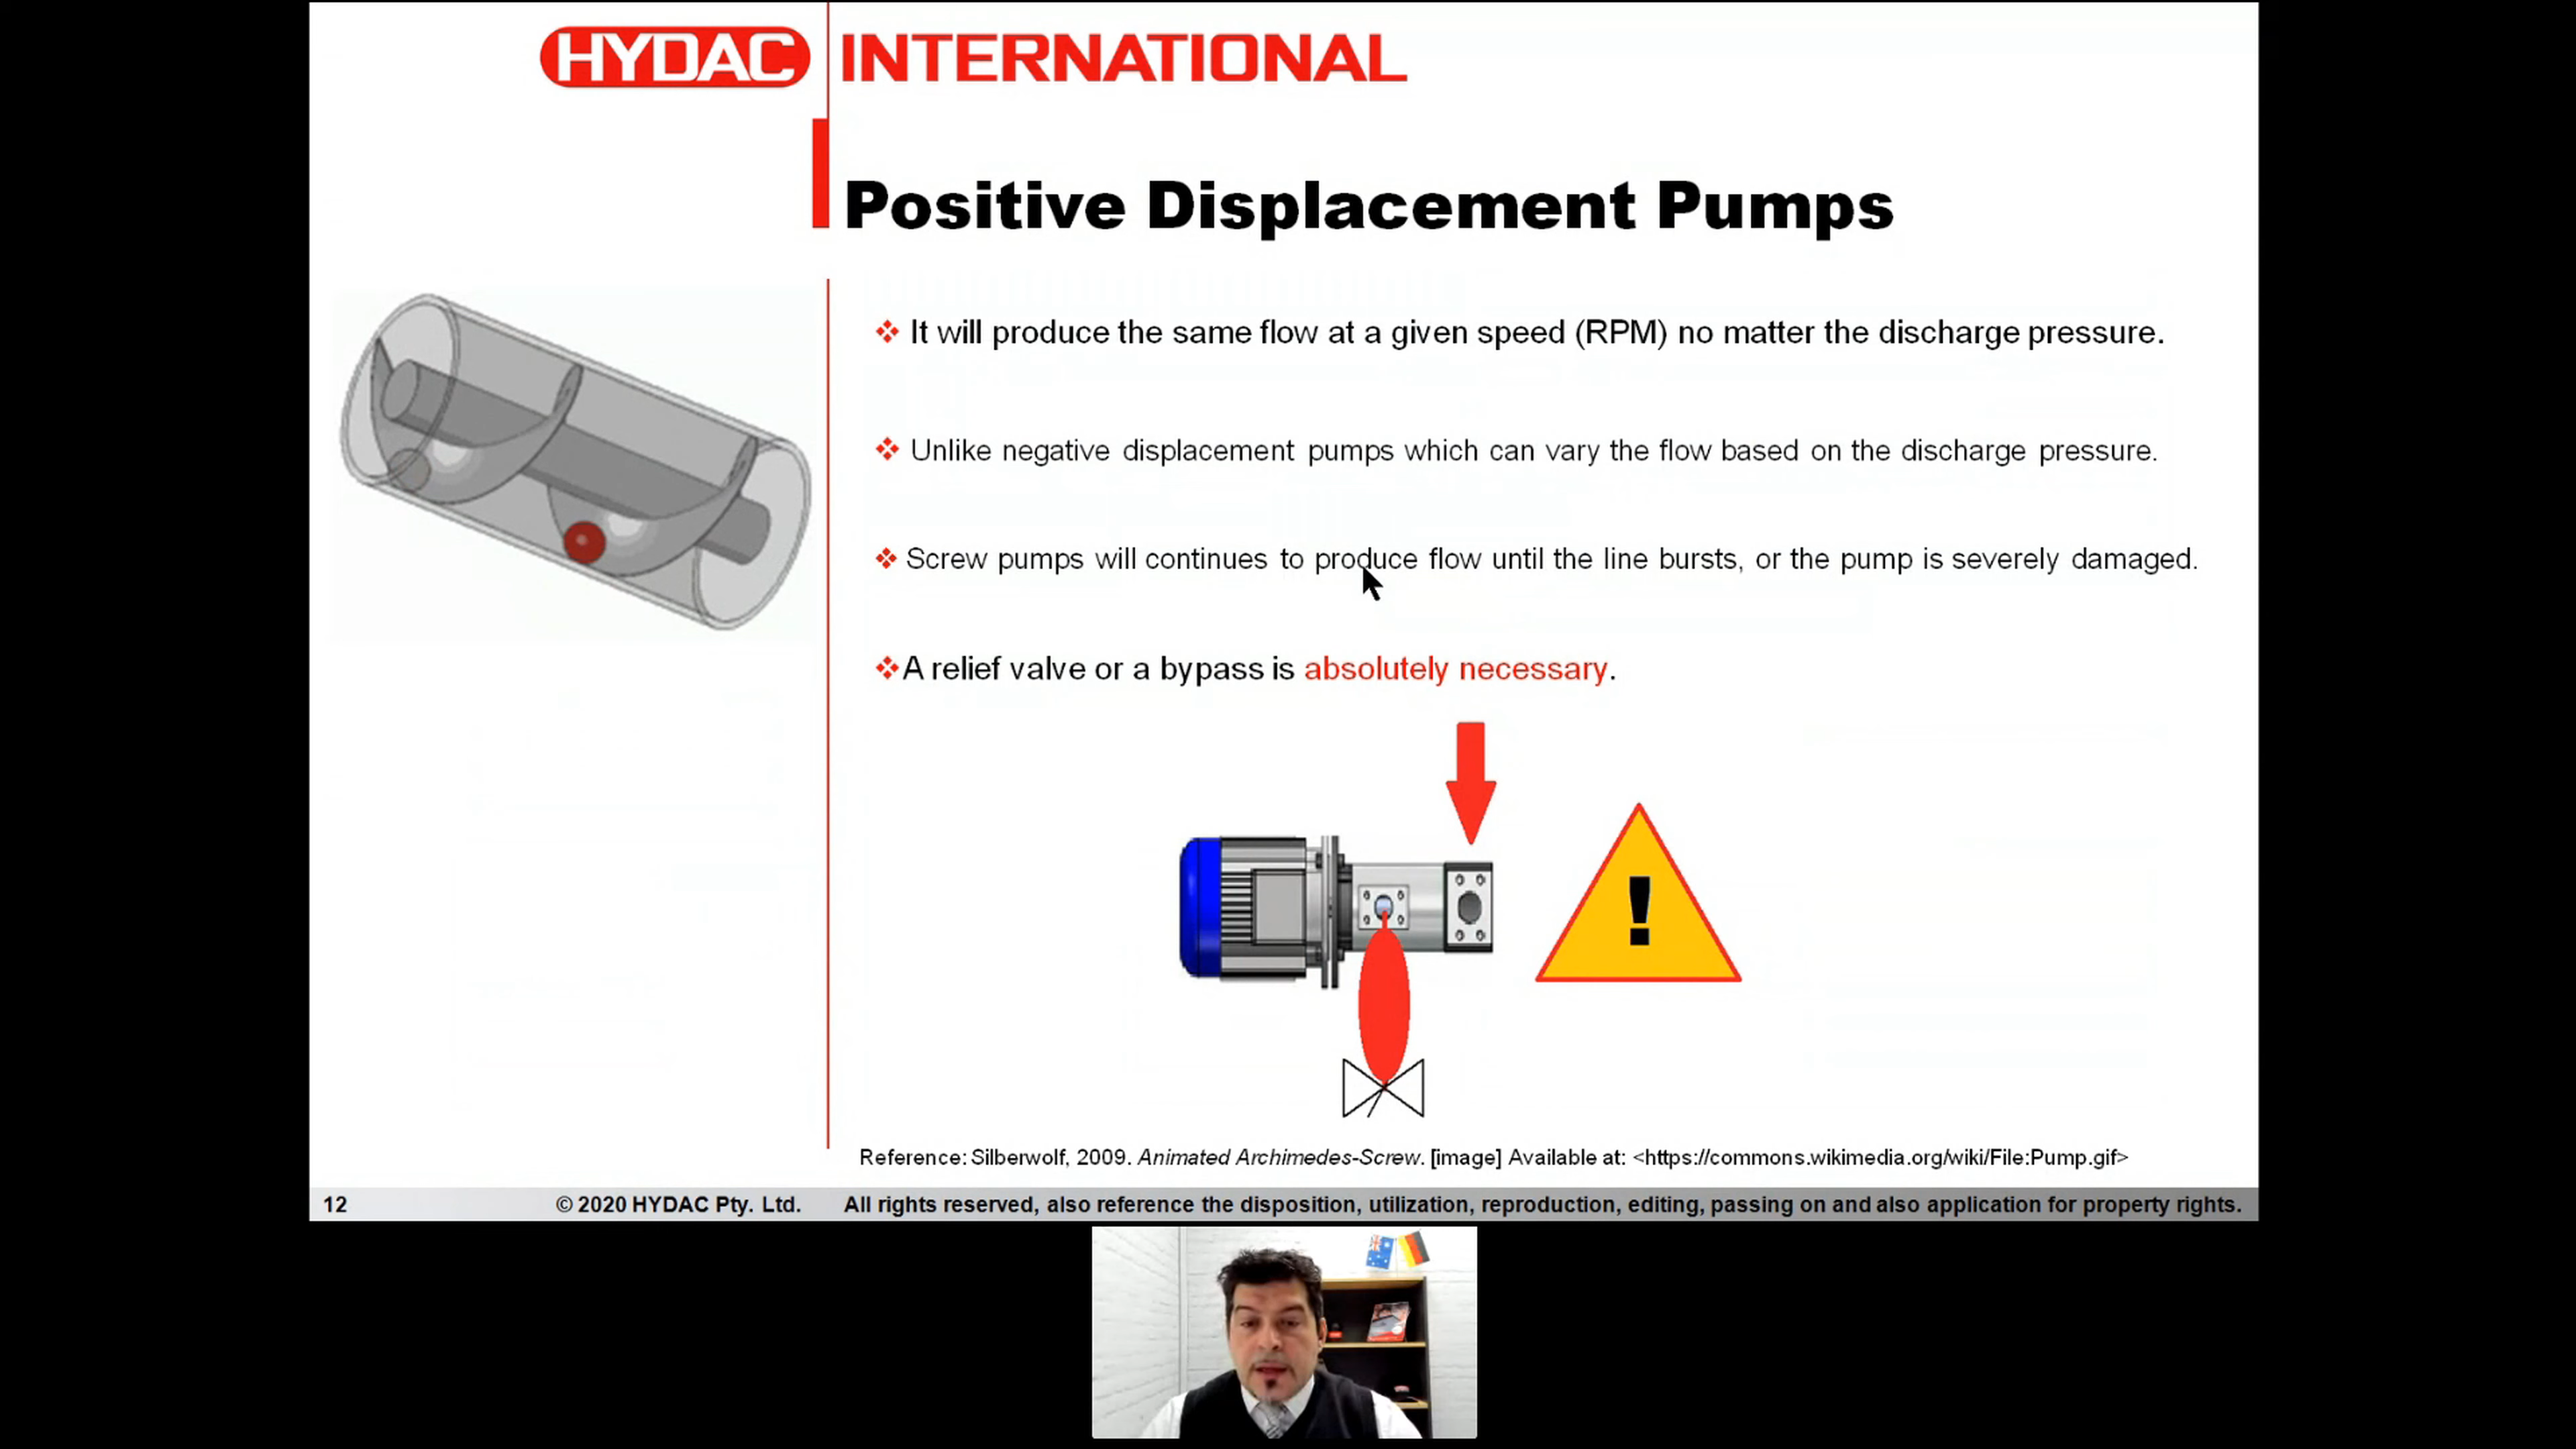 HYDAC INTERNATIONAL
Positive Displacement Pumps
It will produce the same flow at a given speed (RPM) no matter the discharge pressure.
Unlike negative displacement pumps which can vary the flow based on the discharge pressure.
Screw pumps will continues to produce flow until the line bursts, or the pump is severely damaged.
A relief valve or a bypass is absolutely necessary.
!
Reference: Silberwolf, 2009. Animated Archimedes-Screw. [image] Available at: <https://commons.wikimedia.org/wiki/File:Pump.gif>
12 © 2020 HYDAC Pty. Ltd. All rights reserved, also reference the disposition, utilization, reproduction, editing, passing on and also application for property rights.